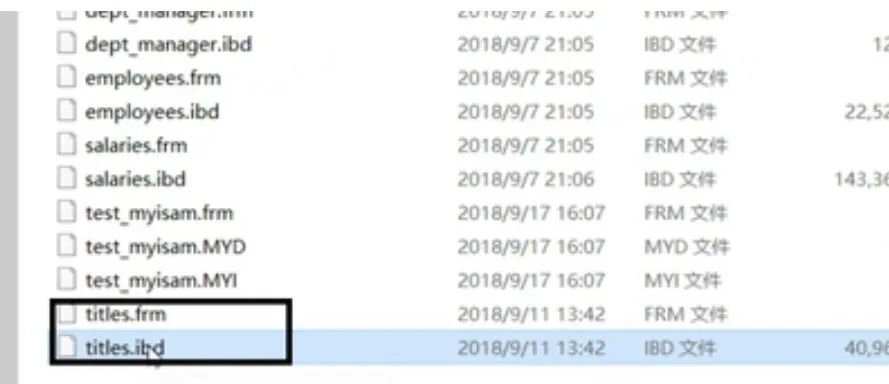 dept_manager.frm 2018/9/7 21:05 FRM 文件
dept_manager.ibd 2018/9/7 21:05 IBD 文件 12
employees.frm 2018/9/7 21:05 FRM 文件
employees.ibd 2018/9/7 21:05 IBD 文件 22,52
salaries.frm 2018/9/7 21:05 FRM 文件
salaries.ibd 2018/9/7 21:06 IBD 文件 143,36
test_myisam.frm 2018/9/17 16:07 FRM 文件
test_myisam.MYD 2018/9/17 16:07 MYD 文件
test_myisam.MYI 2018/9/17 16:07 MYI 文件
titles.frm 2018/9/11 13:42 FRM 文件
titles.ibd 2018/9/11 13:42 IBD 文件 40,96